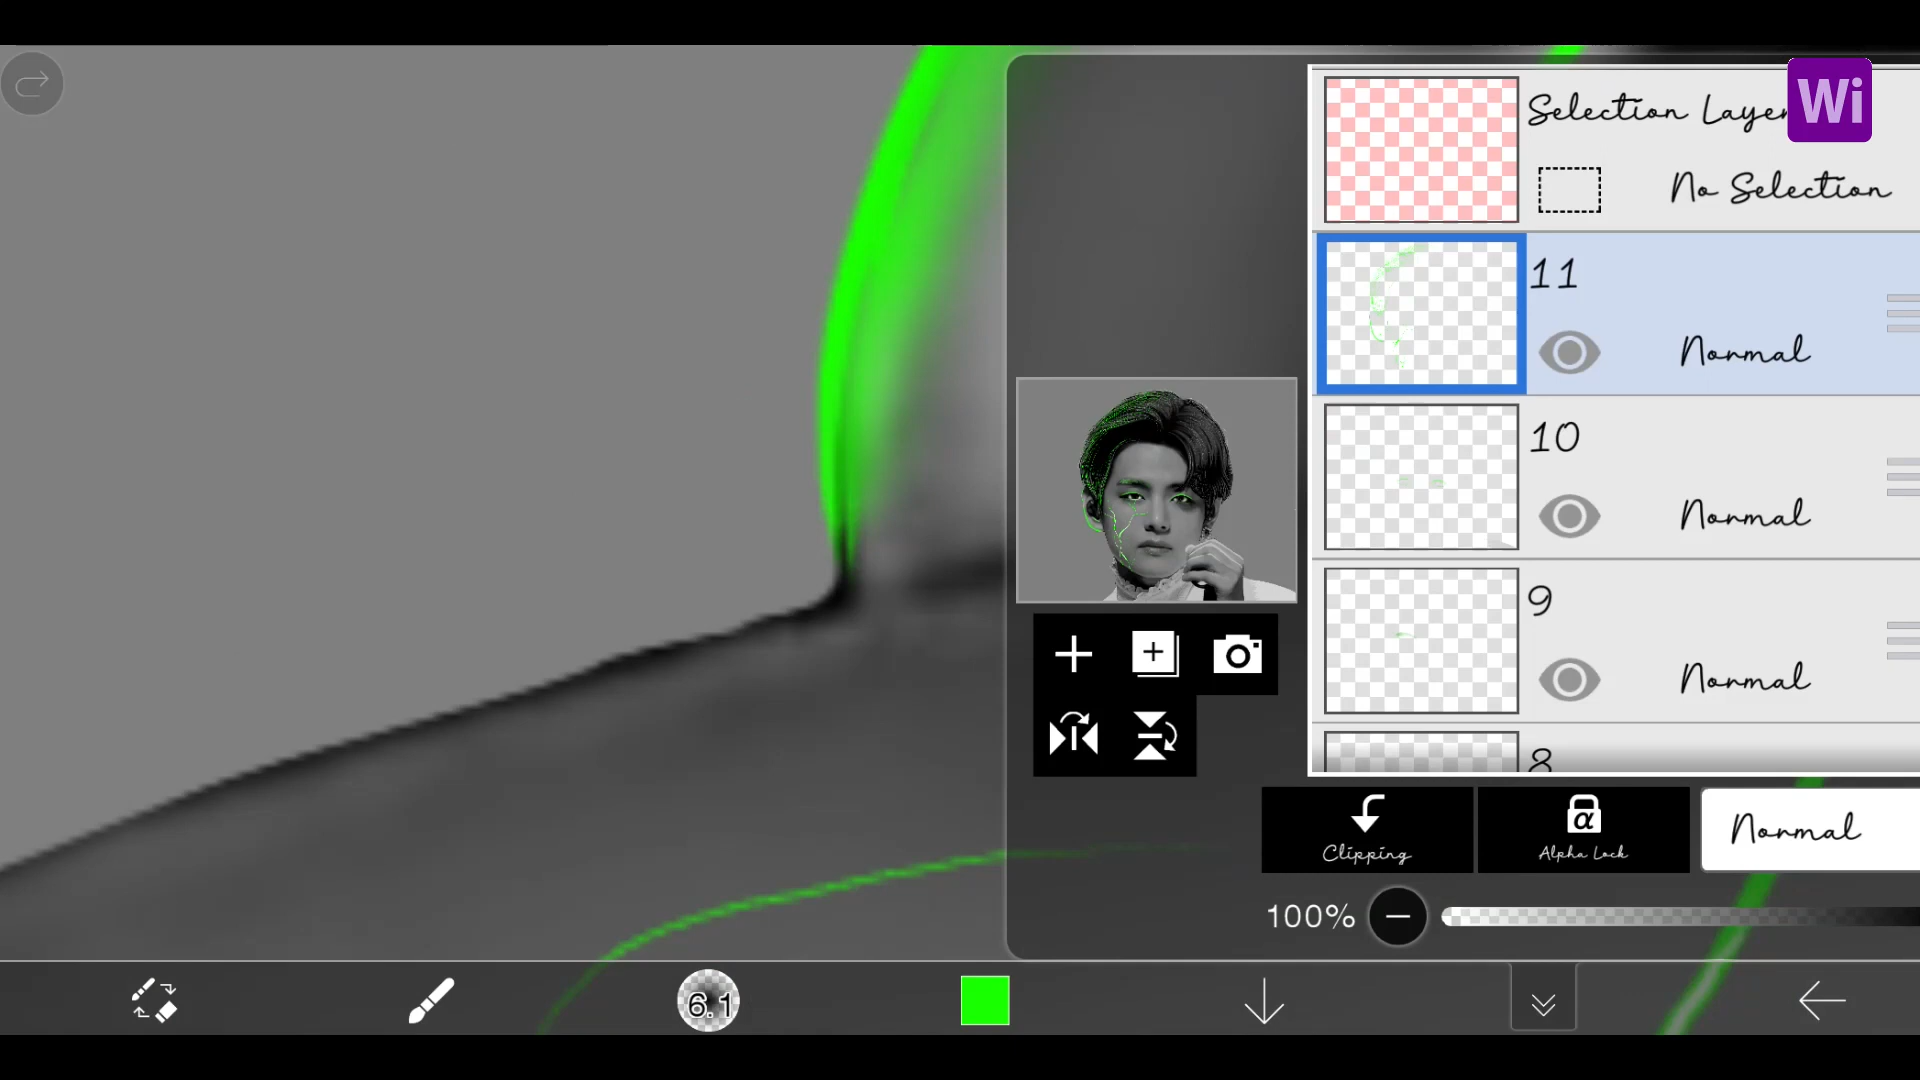 Selection Layer
Wi
No Selection
11
Normal
10
Normal
9
Normal
8
Clipping
α
Alpha Lock
Normal
100%
6.1